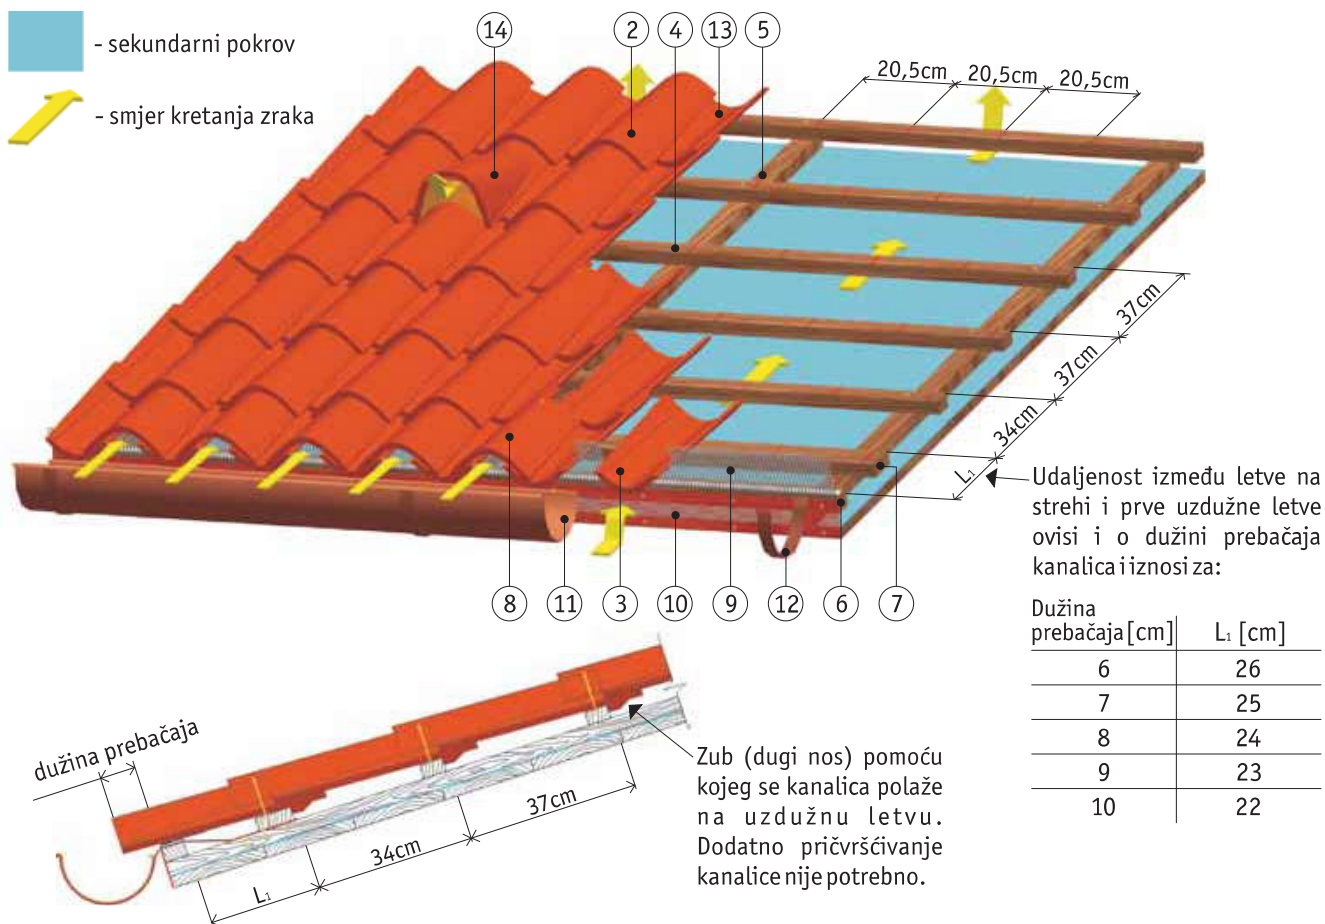 - sekundarni pokrov
- smjer kretanja zraka
14
2
4
13
5
20,5cm
20,5cm
20,5cm
37cm
37cm
34cm
L₁
8
11
3
10
9
12
6
7
Udaljenost između letve na
strehi i prve uzdužne letve
ovisi i o dužini prebačaja
kanalica i iznosi za:
Dužina
prebačaja [cm] L₁ [cm]
6 26
7 25
8 24
9 23
10 22
dužina prebačaja
37cm
34cm
L₁
Zub (dugi nos) pomoću
kojeg se kanalica polaže
na uzdužnu letvu.
Dodatno pričvršćivanje
kanalice nije potrebno.